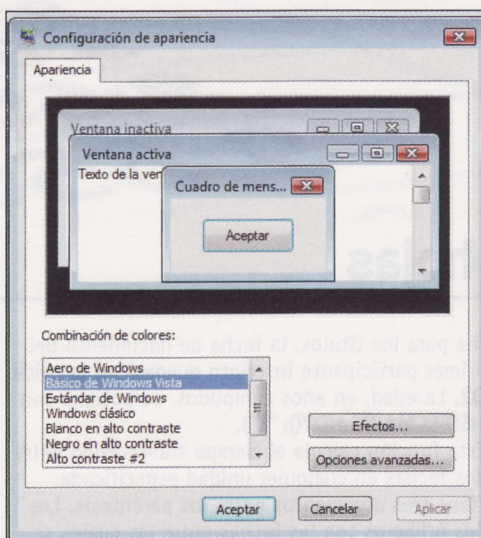 Configuración de apariencia
Apariencia
Ventana inactiva
Ventana activa
Texto de la ver
Cuadro de mens...
Aceptar
Combinación de colores:
Aero de Windows
Básico de Windows Vista
Estándar de Windows
Windows clásico
Blanco en alto contraste
Negro en alto contraste
Alto contraste #2
Efectos...
Opciones avanzadas...
Aceptar
Cancelar
Aplicar